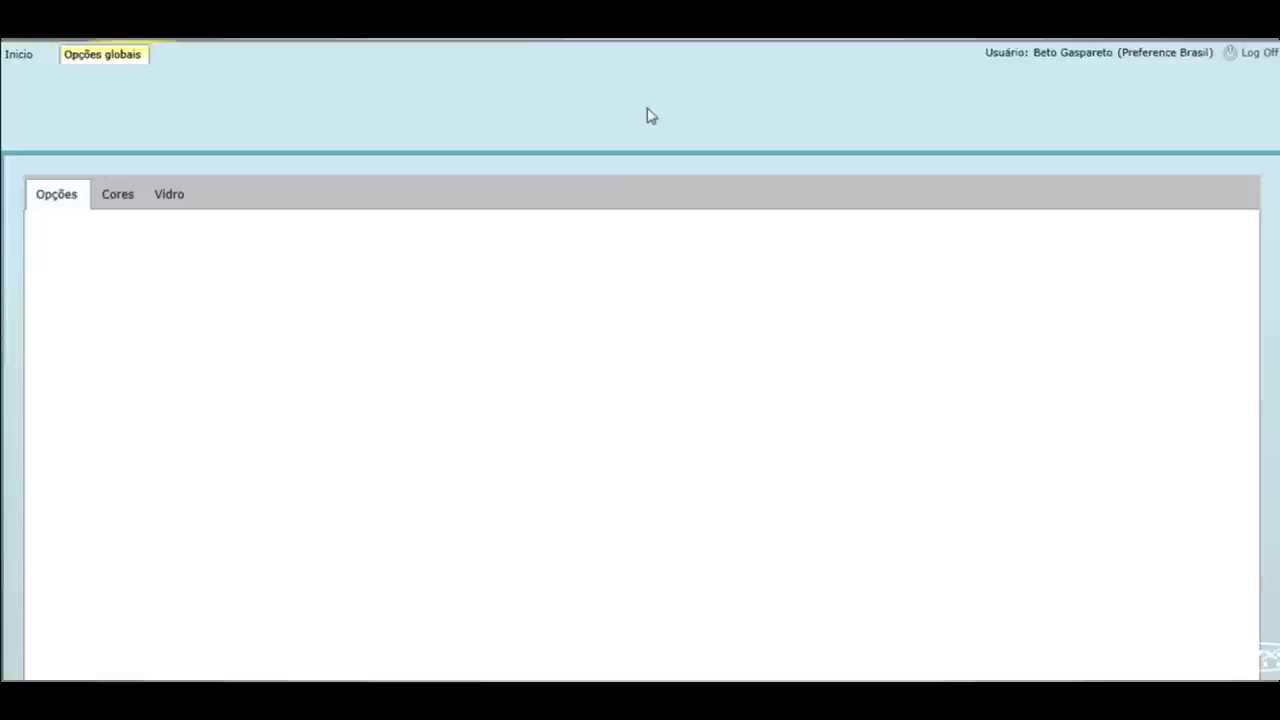 Inicio
Opções globais
Usuário: Beto Gaspareto (Preference Brasil)
Log Off
Opções
Cores
Vidro